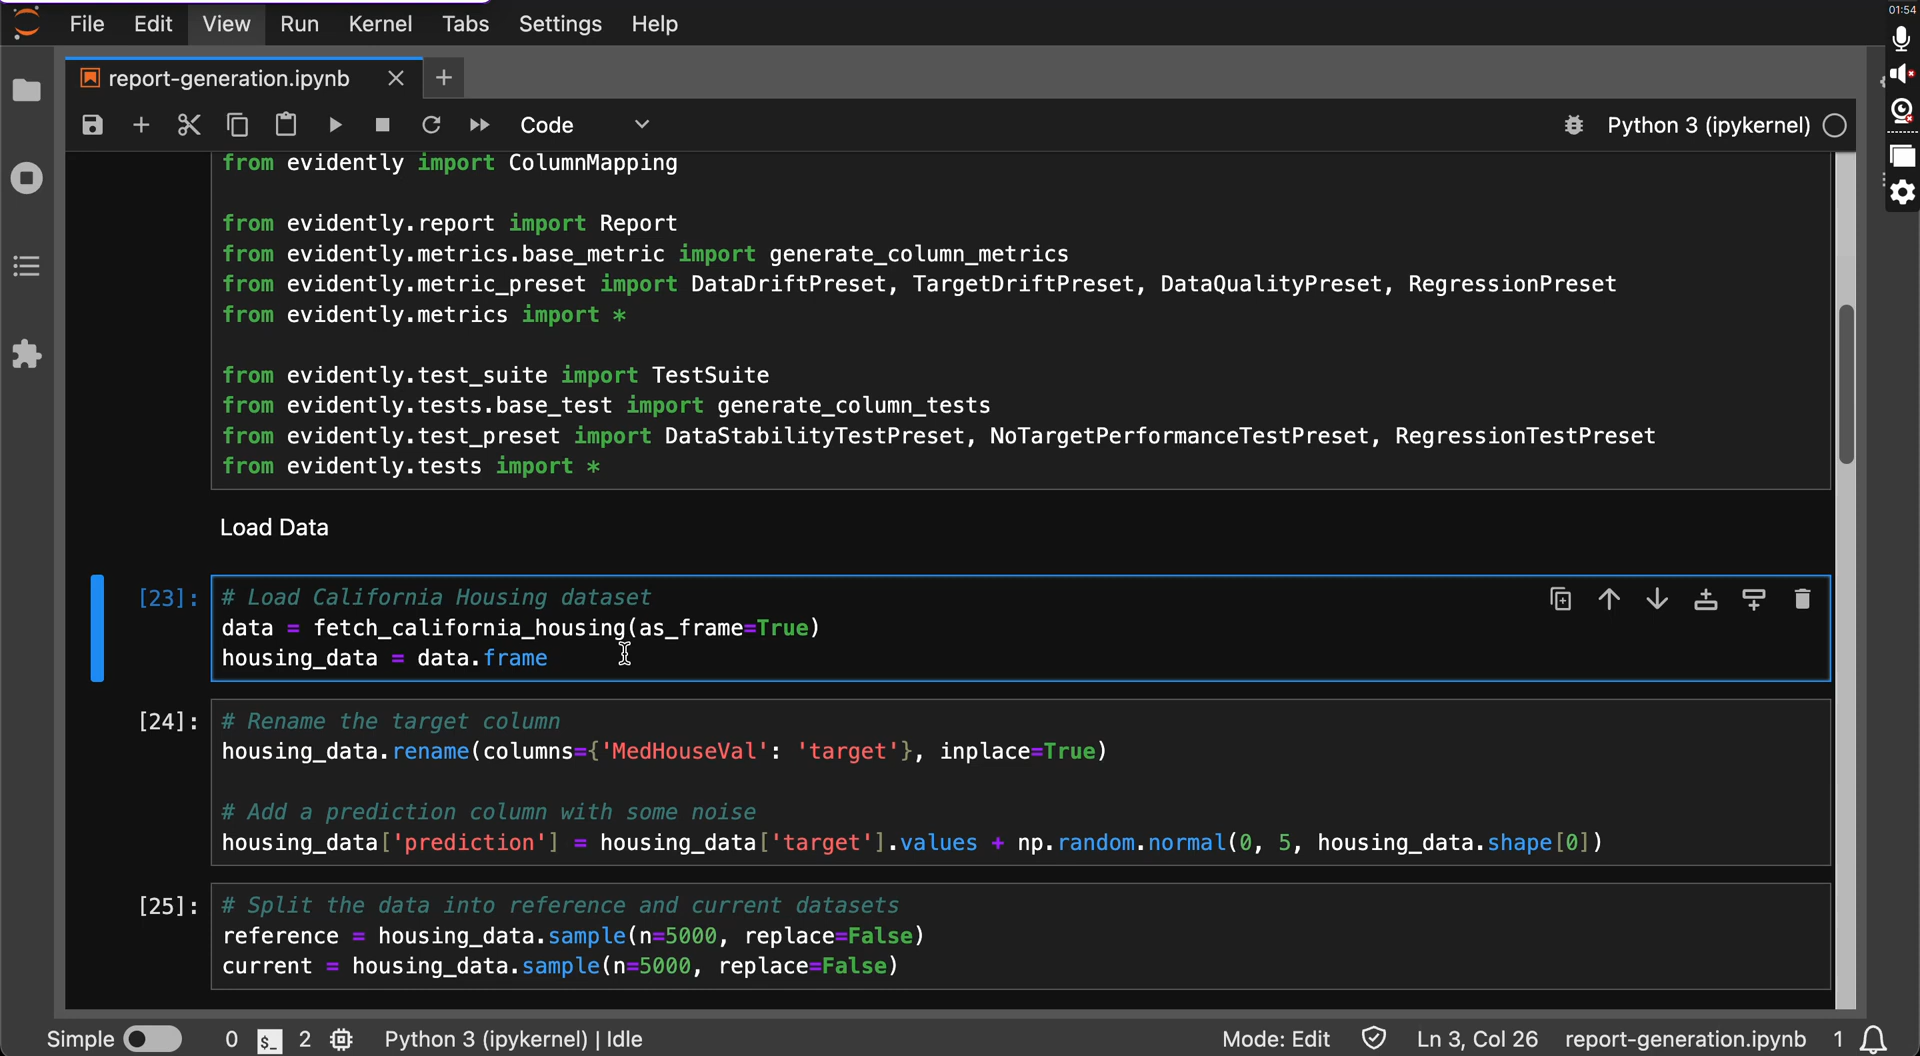 01:54
File Edit View Run Kernel Tabs Settings Help
report-generation.ipynb
Code
Python 3 (ipykernel)
from evidently import ColumnMapping
from evidently.report import Report
from evidently.metrics.base_metric import generate_column_metrics
from evidently.metric_preset import DataDriftPreset, TargetDriftPreset, DataQualityPreset, RegressionPreset
from evidently.metrics import *
from evidently.test_suite import TestSuite
from evidently.tests.base_test import generate_column_tests
from evidently.test_preset import DataStabilityTestPreset, NoTargetPerformanceTestPreset, RegressionTestPreset
from evidently.tests import *
Load Data
[23]: # Load California Housing dataset
data = fetch_california_housing(as_frame=True)
housing_data = data.frame
[24]: # Rename the target column
housing_data.rename(columns={'MedHouseVal': 'target'}, inplace=True)
# Add a prediction column with some noise
housing_data['prediction'] = housing_data['target'].values + np.random.normal(0, 5, housing_data.shape[0])
[25]: # Split the data into reference and current datasets
reference = housing_data.sample(n=5000, replace=False)
current = housing_data.sample(n=5000, replace=False)
Simple 0 $_ 2 Python 3 (ipykernel) | Idle Mode: Edit Ln 3, Col 26 report-generation.ipynb 1